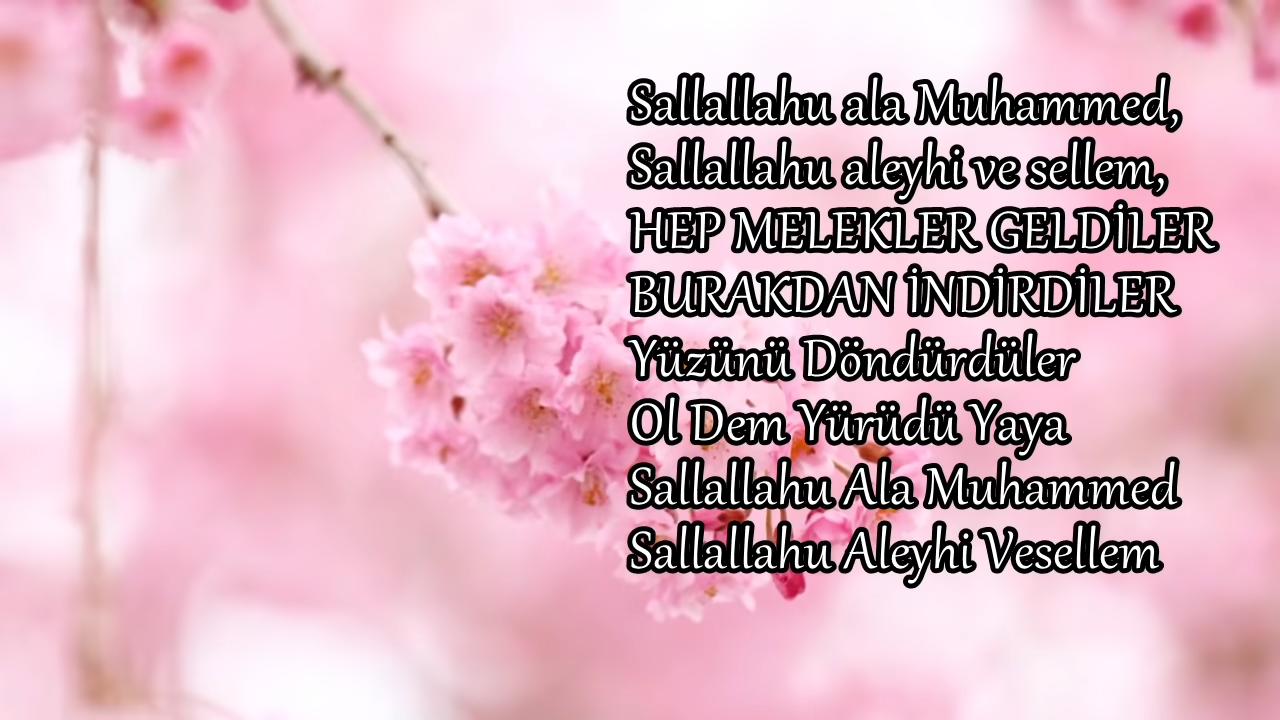 Sallallahu ala Muhammed,
Sallallahu aleyhi ve sellem,
HEP MELEKLER GELDİLER
BURAKDAN İNDİRDİLER
Yüzünü Döndürdüler
Ol Dem Yürüdü Yaya
Sallallahu Ala Muhammed
Sallallahu Aleyhi Vesellem